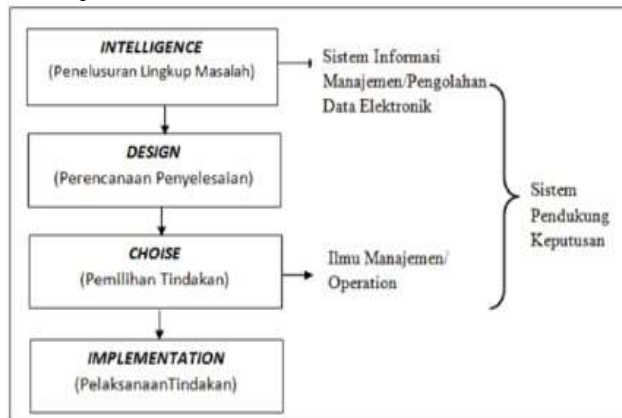 INTELLIGENCE
(Penelusuran Lingkup Masalah)
Sistem Informasi
Manajemen/Pengolahan
Data Elektronik
DESIGN
(Perencanaan Penyelesaian)
Sistem
Pendukung
Keputusan
CHOISE
(Pemilihan Tindakan)
Ilmu Manajemen/
Operation
IMPLEMENTATION
(PelaksanaanTindakan)